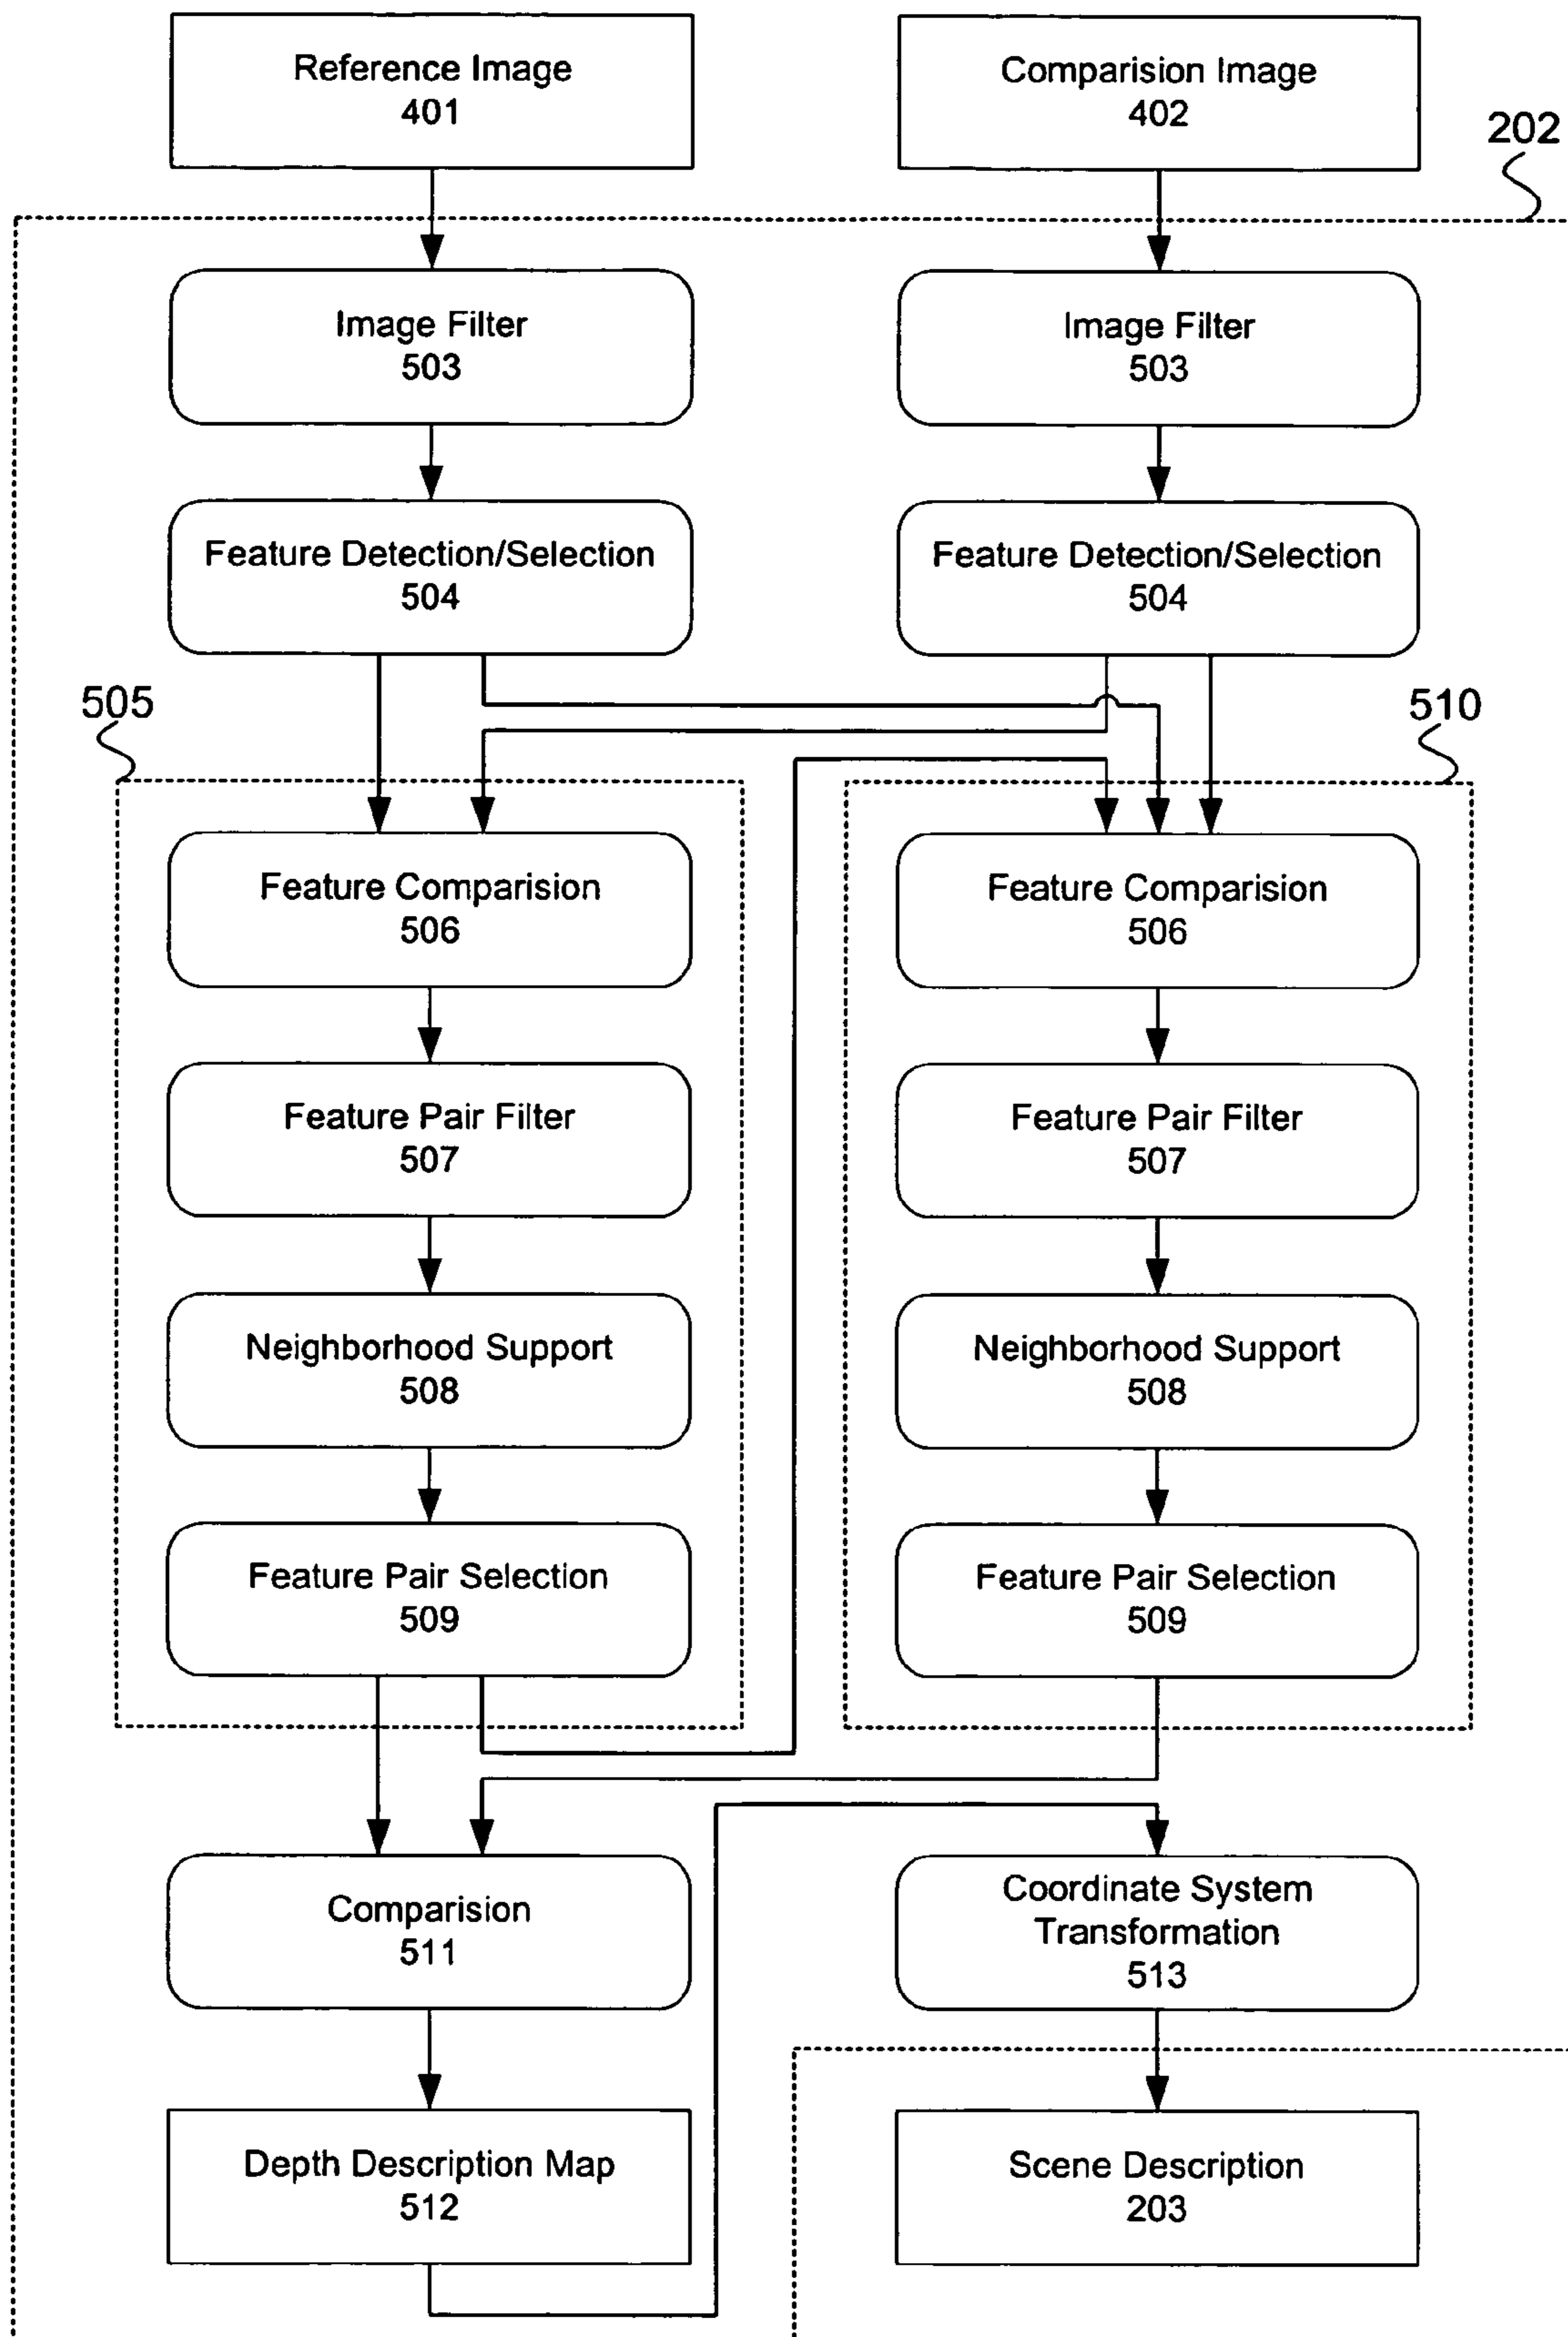 Reference Image
401
Comparision Image
402
202
Image Filter
503
Image Filter
503
Feature Detection/Selection
504
Feature Detection/Selection
504
505
510
Feature Comparision
506
Feature Comparision
506
Feature Pair Filter
507
Feature Pair Filter
507
Neighborhood Support
508
Neighborhood Support
508
Feature Pair Selection
509
Feature Pair Selection
509
Comparision
511
Coordinate System
Transformation
513
Depth Description Map
512
Scene Description
203